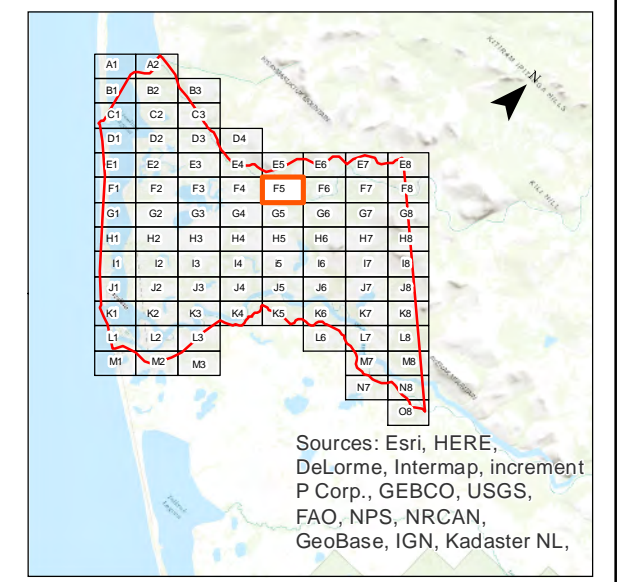 N
KILI HILL
A1 A2
B1 B2 B3
C1 C2 C3
D1 D2 D3 D4
E1 E2 E3 E4 E5 E6 E7 E8
F1 F2 F3 F4 F5 F6 F7 F8
G1 G2 G3 G4 G5 G6 G7 G8
H1 H2 H3 H4 H5 H6 H7 H8
I1 I2 I3 I4 i5 I6 I7 I8
J1 J2 J3 J4 J5 J6 J7 J8
K1 K2 K3 K4 K5 K6 K7 K8
L1 L2 L3 L6 L7 L8
M1 M2 M3 M7 M8
N7 N8
O8
Sources: Esri, HERE,
DeLorme, Intermap, increment
P Corp., GEBCO, USGS,
FAO, NPS, NRCAN,
GeoBase, IGN, Kadaster NL,